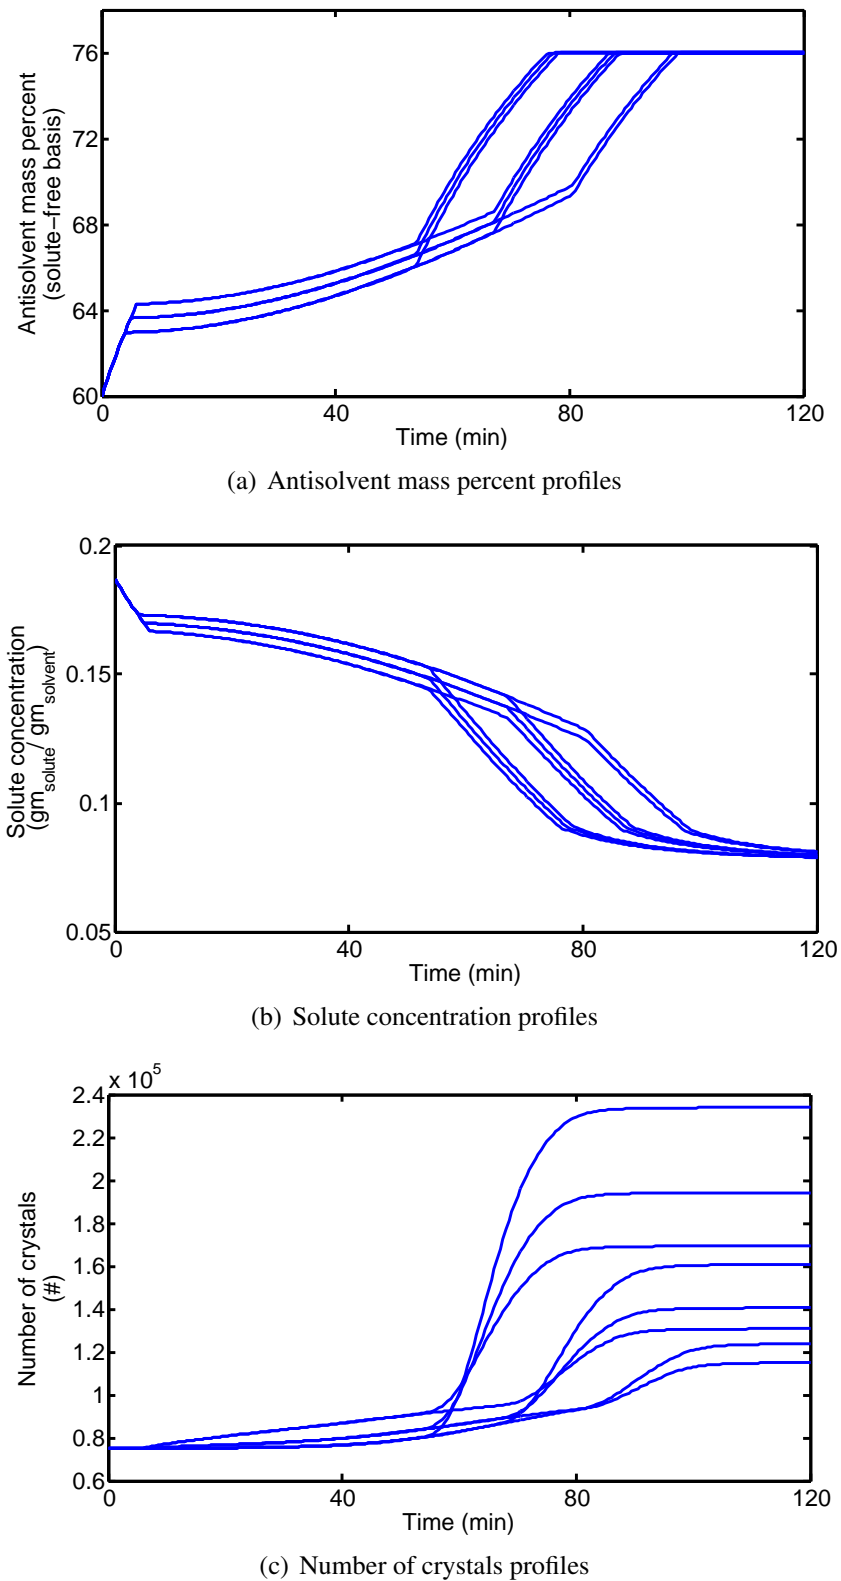 76
72
68
64
60
Antisolvent mass percent
(solute−free basis)
0
40
80
120
Time (min)
(a) Antisolvent mass percent profiles
0.2
0.15
0.1
0.05
Solute concentration
(gm_solute/ gm_solvent)
0
40
80
120
Time (min)
(b) Solute concentration profiles
x 10^5
2.4
2.2
2
1.8
1.6
1.4
1.2
1
0.8
0.6
Number of crystals
(#)
0
40
80
120
Time (min)
(c) Number of crystals profiles